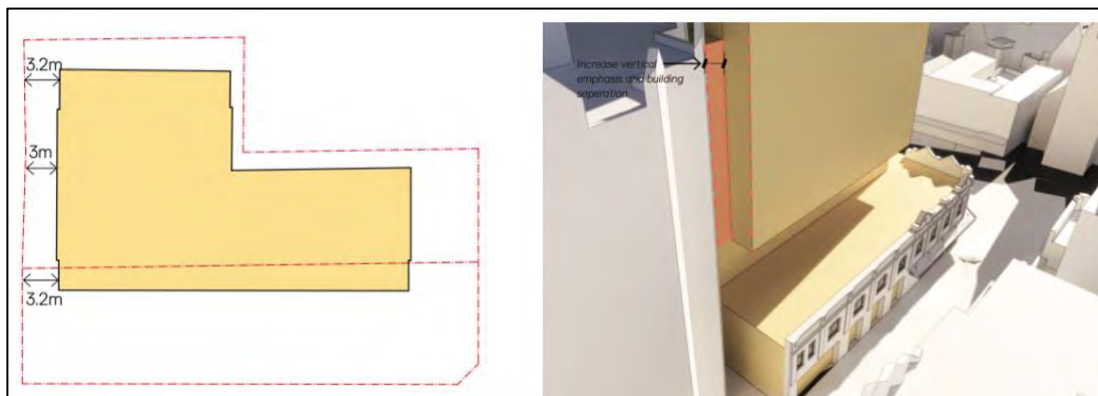 3.2m
3m
3.2m
Increase vertical
emphasis and building
seperation